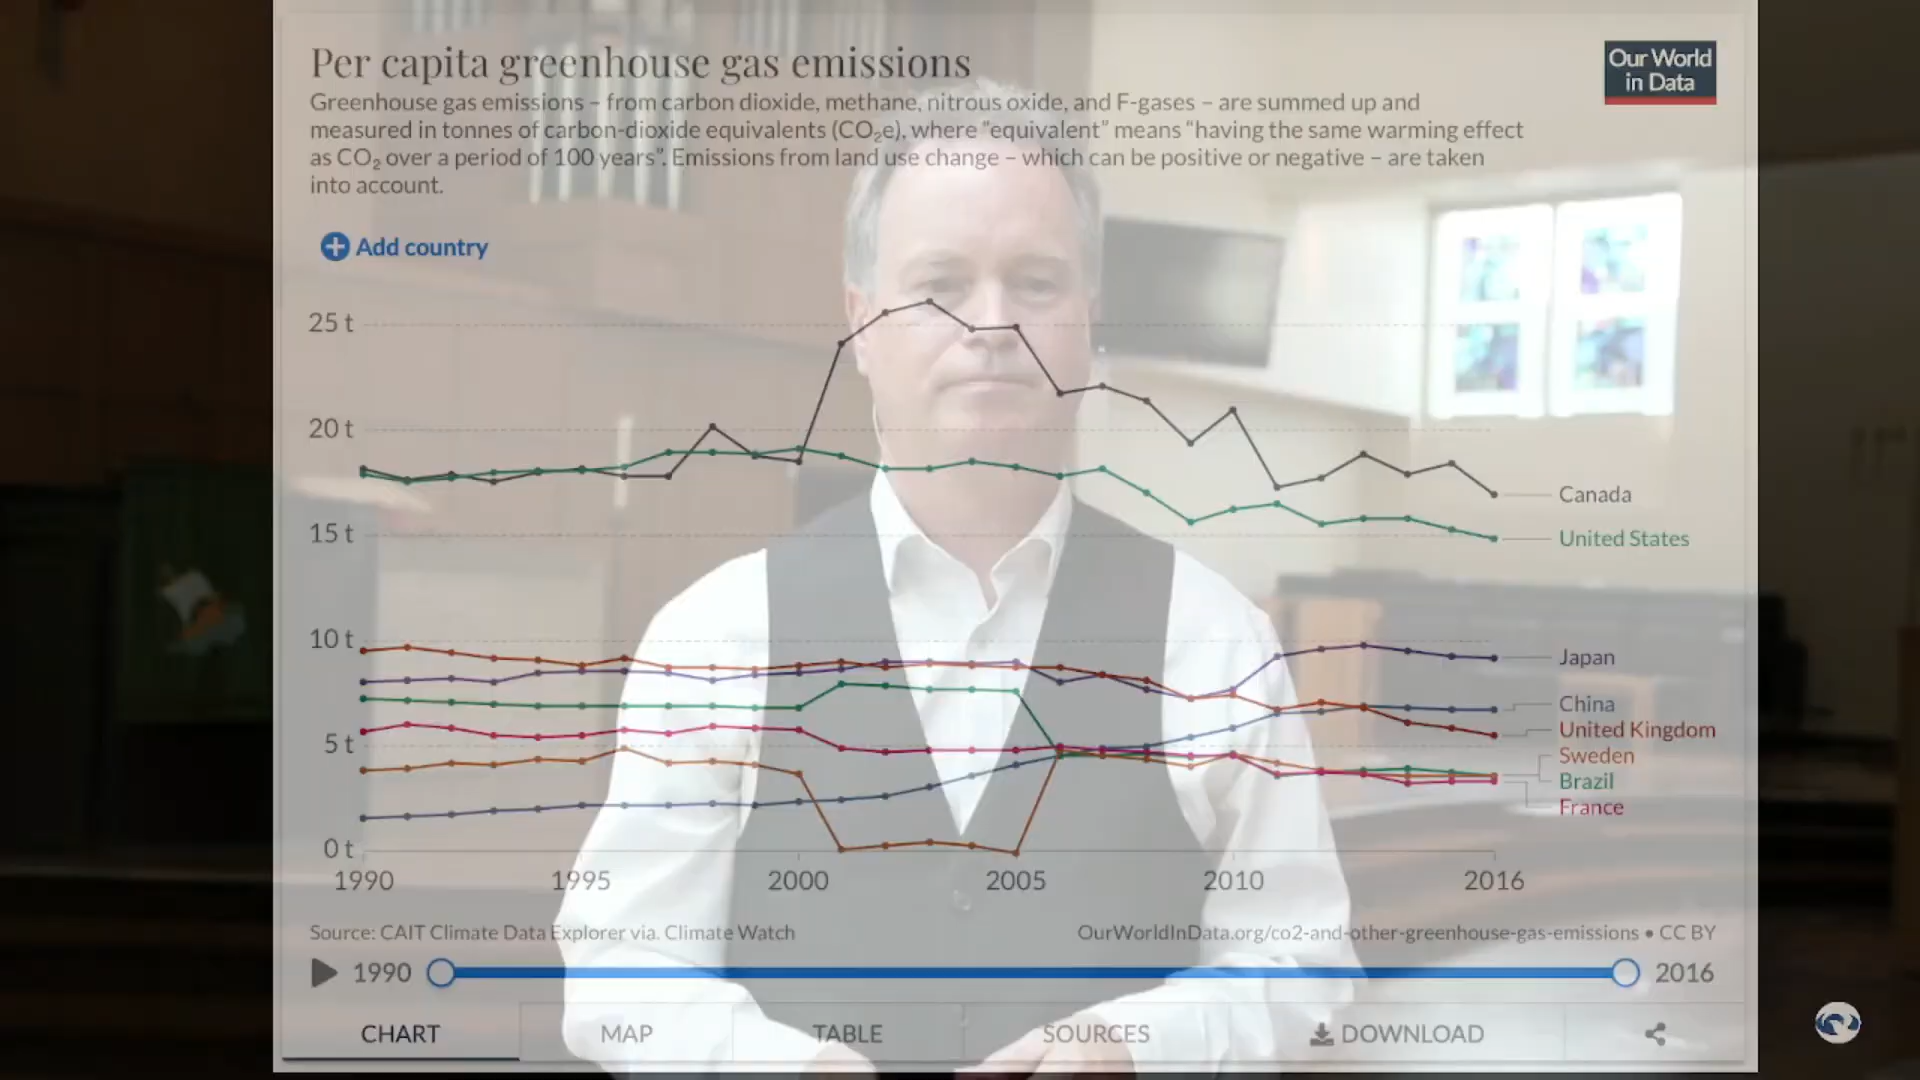 Per capita greenhouse gas emissions
Our World
in Data
Greenhouse gas emissions – from carbon dioxide, methane, nitrous oxide, and F-gases – are summed up and
measured in tonnes of carbon-dioxide equivalents (CO₂e), where “equivalent” means “having the same warming effect
as CO₂ over a period of 100 years”. Emissions from land use change – which can be positive or negative – are taken
into account.
Add country
25 t
20 t
15 t
10 t
5 t
0 t
Canada
United States
Japan
China
United Kingdom
Sweden
Brazil
France
1990 1995 2000 2005 2010 2016
Source: CAIT Climate Data Explorer via. Climate Watch
OurWorldInData.org/co2-and-other-greenhouse-gas-emissions • CC BY
1990 2016
CHART MAP TABLE SOURCES DOWNLOAD